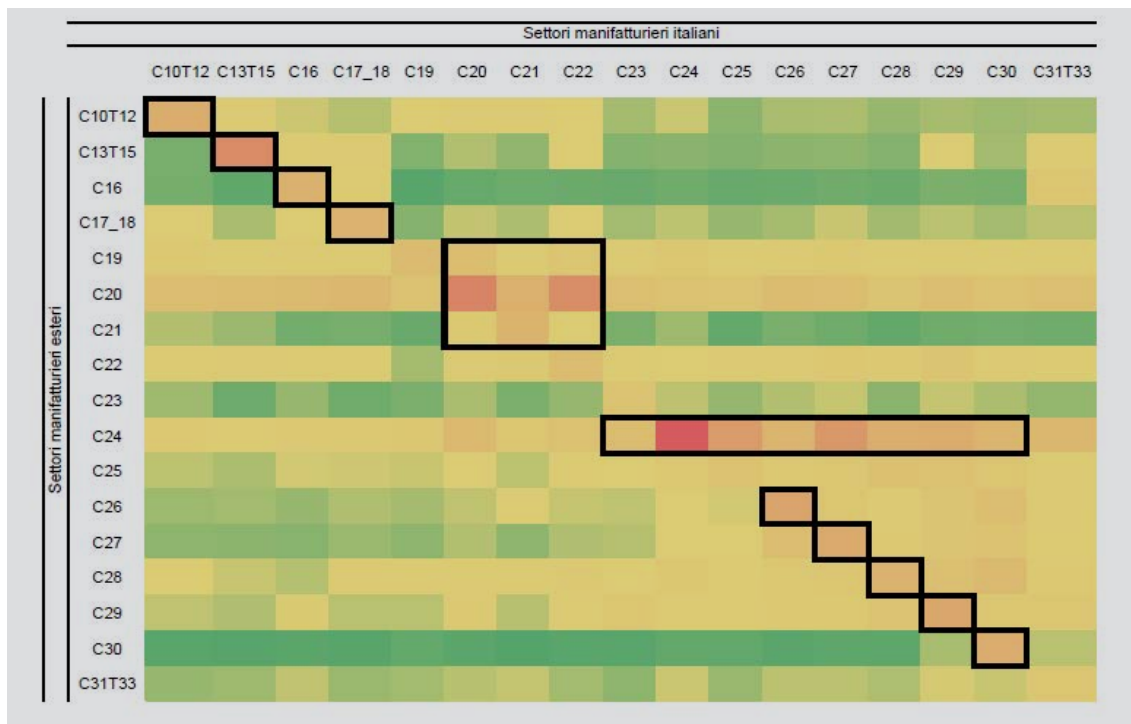 Settori manifatturieri italiani
C10T12 C13T15 C16 C17_18 C19 C20 C21 C22 C23 C24 C25 C26 C27 C28 C29 C30 C31T33
Settori manifatturieri esteri
C10T12
C13T15
C16
C17_18
C19
C20
C21
C22
C23
C24
C25
C26
C27
C28
C29
C30
C31T33